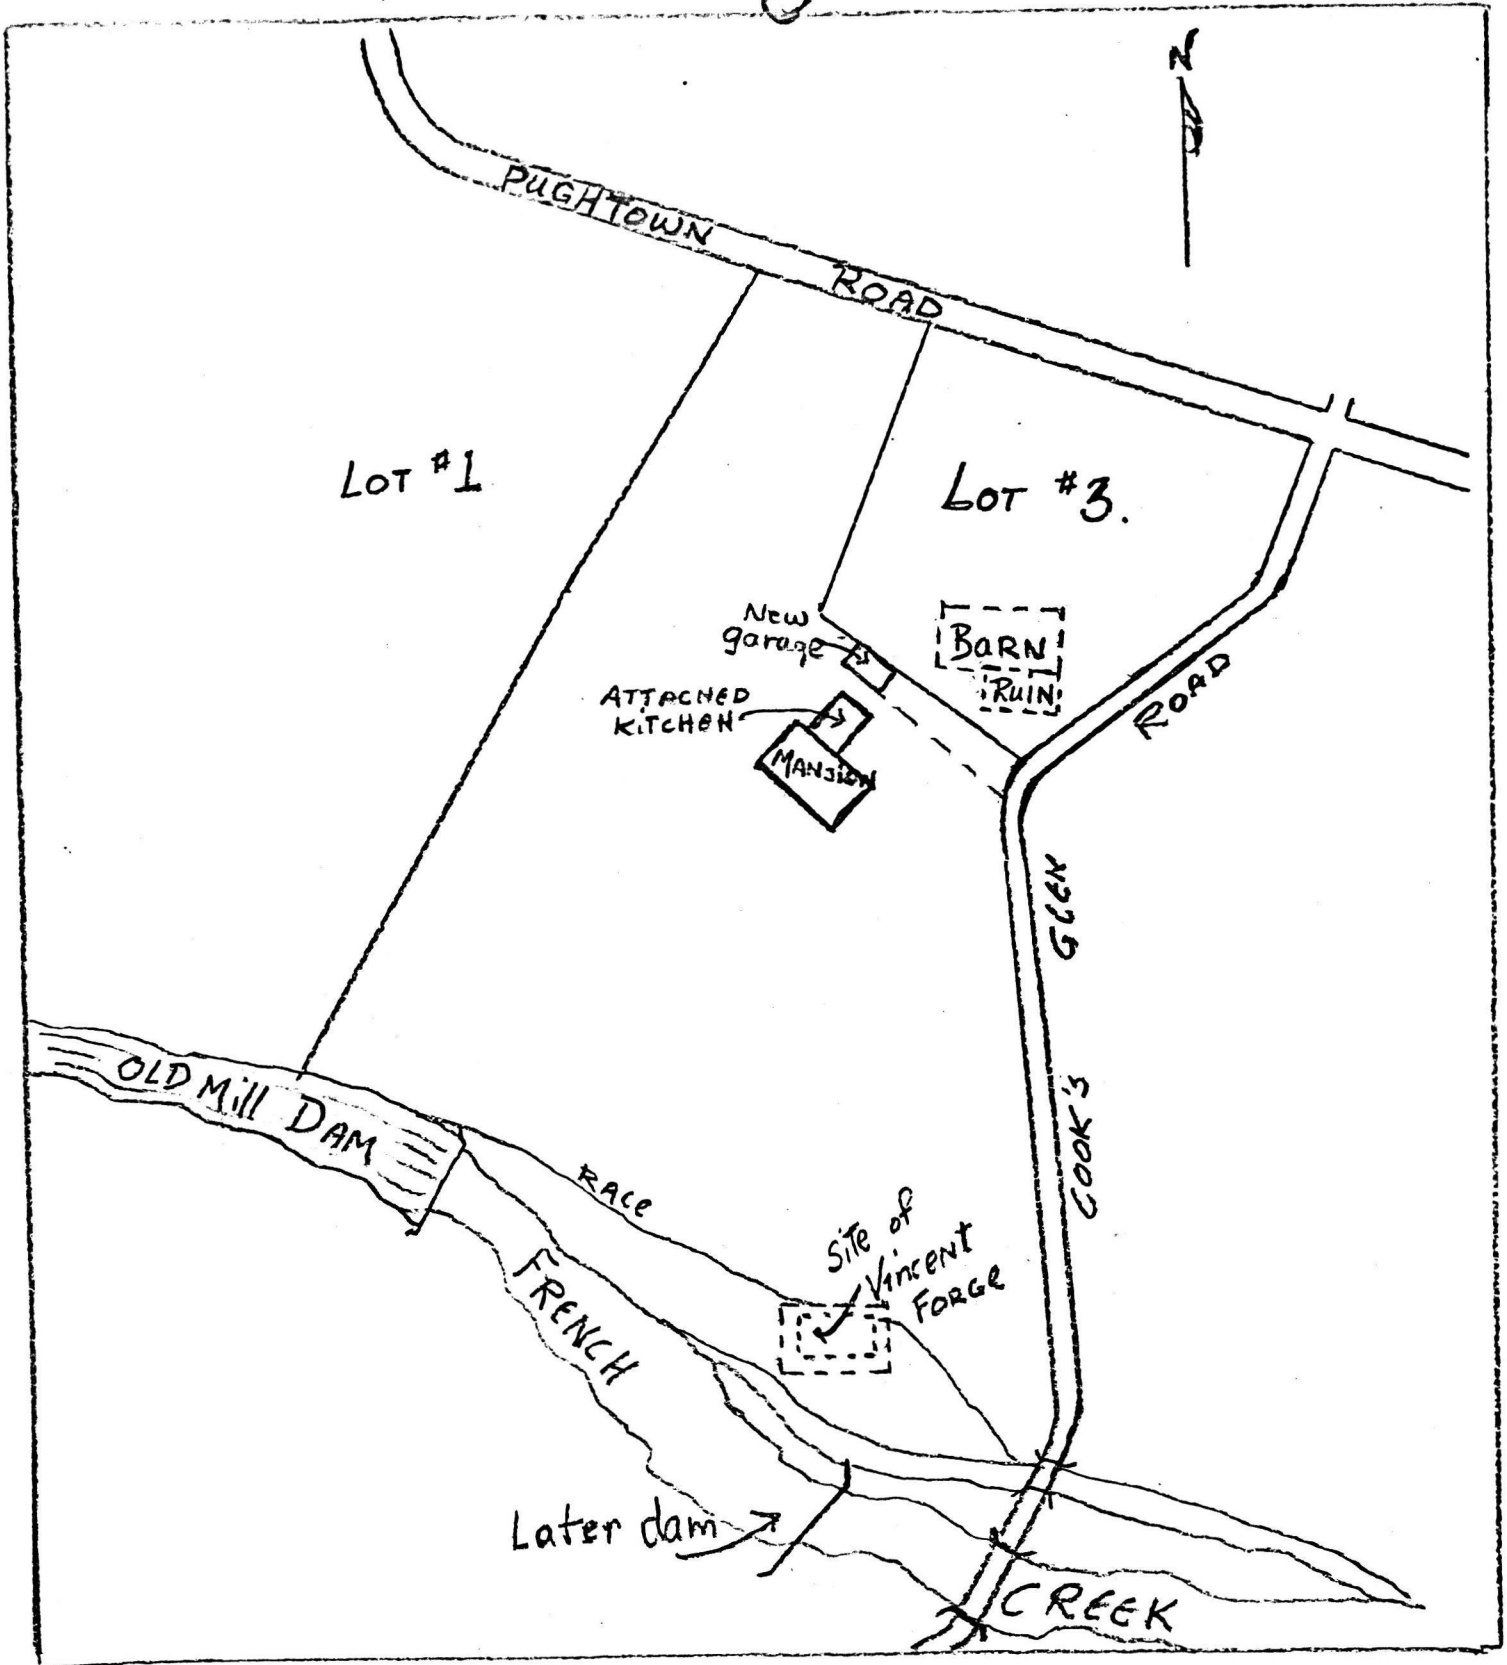 N
PUGHTOWN
ROAD
LOT #1
LOT #3.
New
garage
BARN
RUIN
ATTACHED
KITCHEN
MANSION
ROAD
GLEN
COOK'S
OLD Mill DAM
RACE
Site of
Vincent
FORGE
FRENCH
Later dam
CREEK